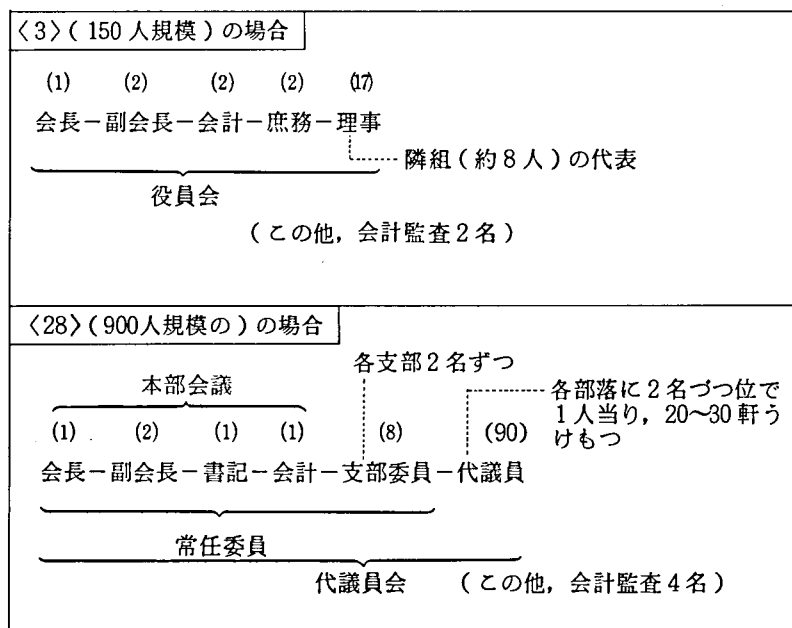 〈3〉(150人規模)の場合
(1) (2) (2) (2) (17)
会長－副会長－会計－庶務－理事
隣組(約8人)の代表
役員会
(この他,会計監査2名)
〈28〉(900人規模の)の場合
各支部2名ずつ
本部会議
各部落に2名づつ位で
1人当り,20~30軒う
けもつ
(1) (2) (1) (1) (8) (90)
会長－副会長－書記－会計－支部委員－代議員
常任委員
代議員会 (この他,会計監査4名)